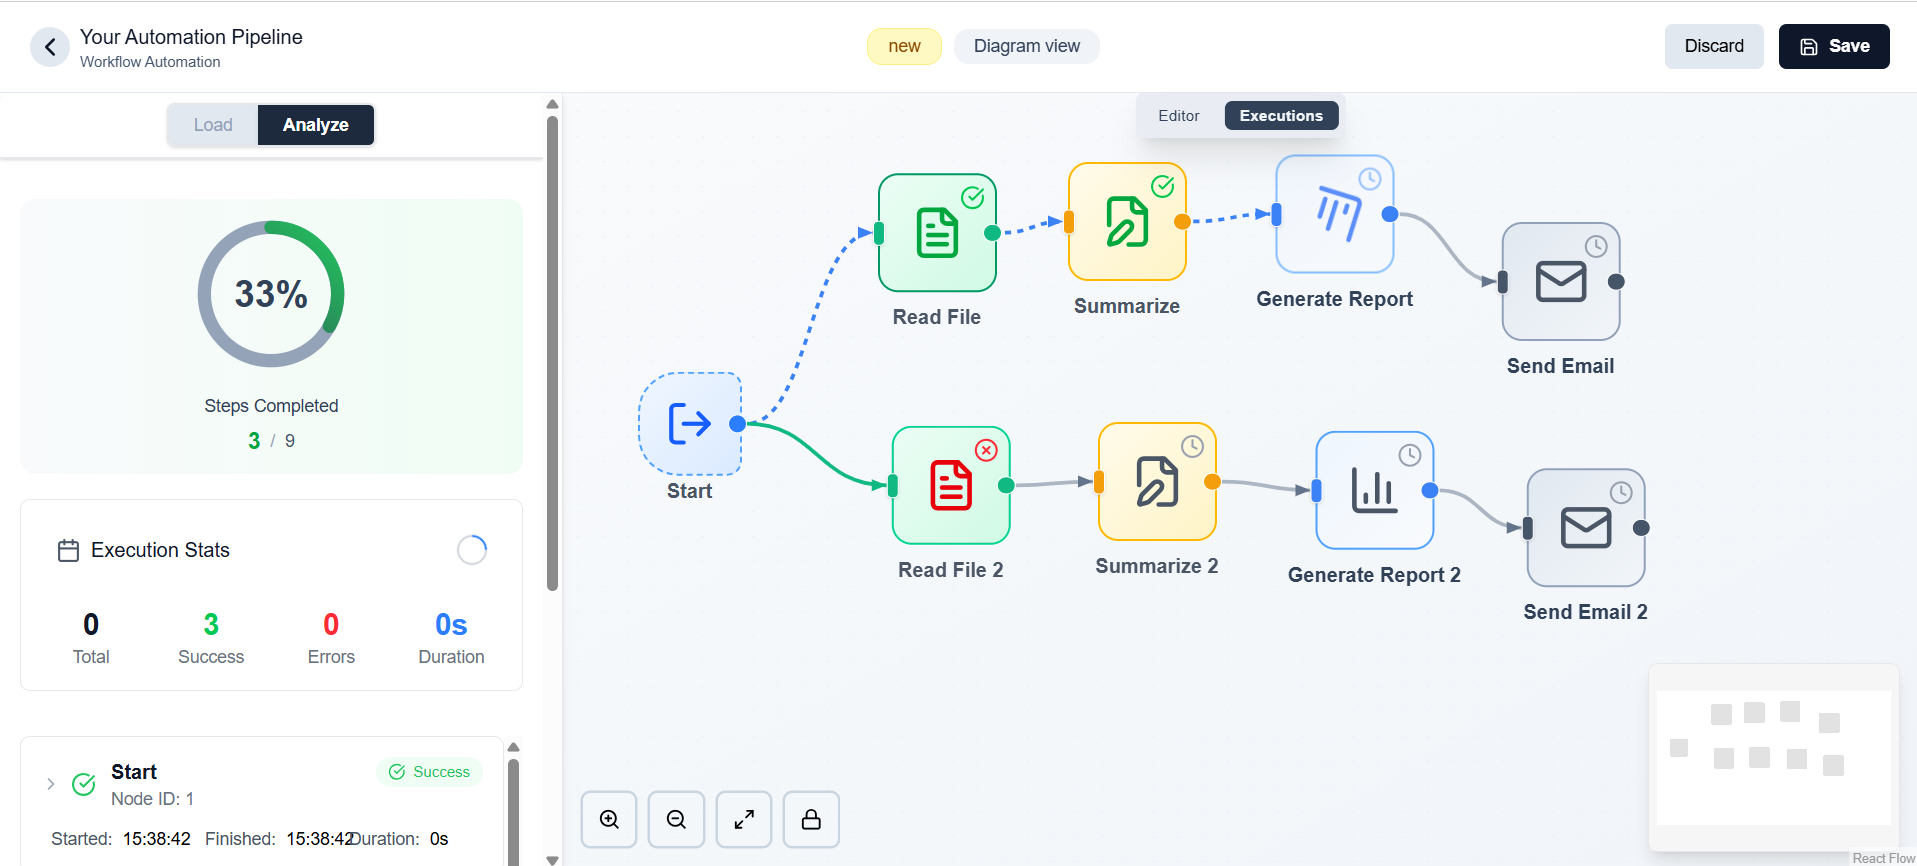 Your Automation Pipeline
Workflow Automation
new
Diagram view
Discard
Save
Load
Analyze
Editor
Executions
33%
Steps Completed
3 / 9
Execution Stats
0
3
0
0s
Total
Success
Errors
Duration
Start
Success
Node ID: 1
Started: 15:38:42 Finished: 15:38:42 Duration: 0s
Read File
Summarize
Generate Report
Send Email
Start
Read File 2
Summarize 2
Generate Report 2
Send Email 2
React Flow